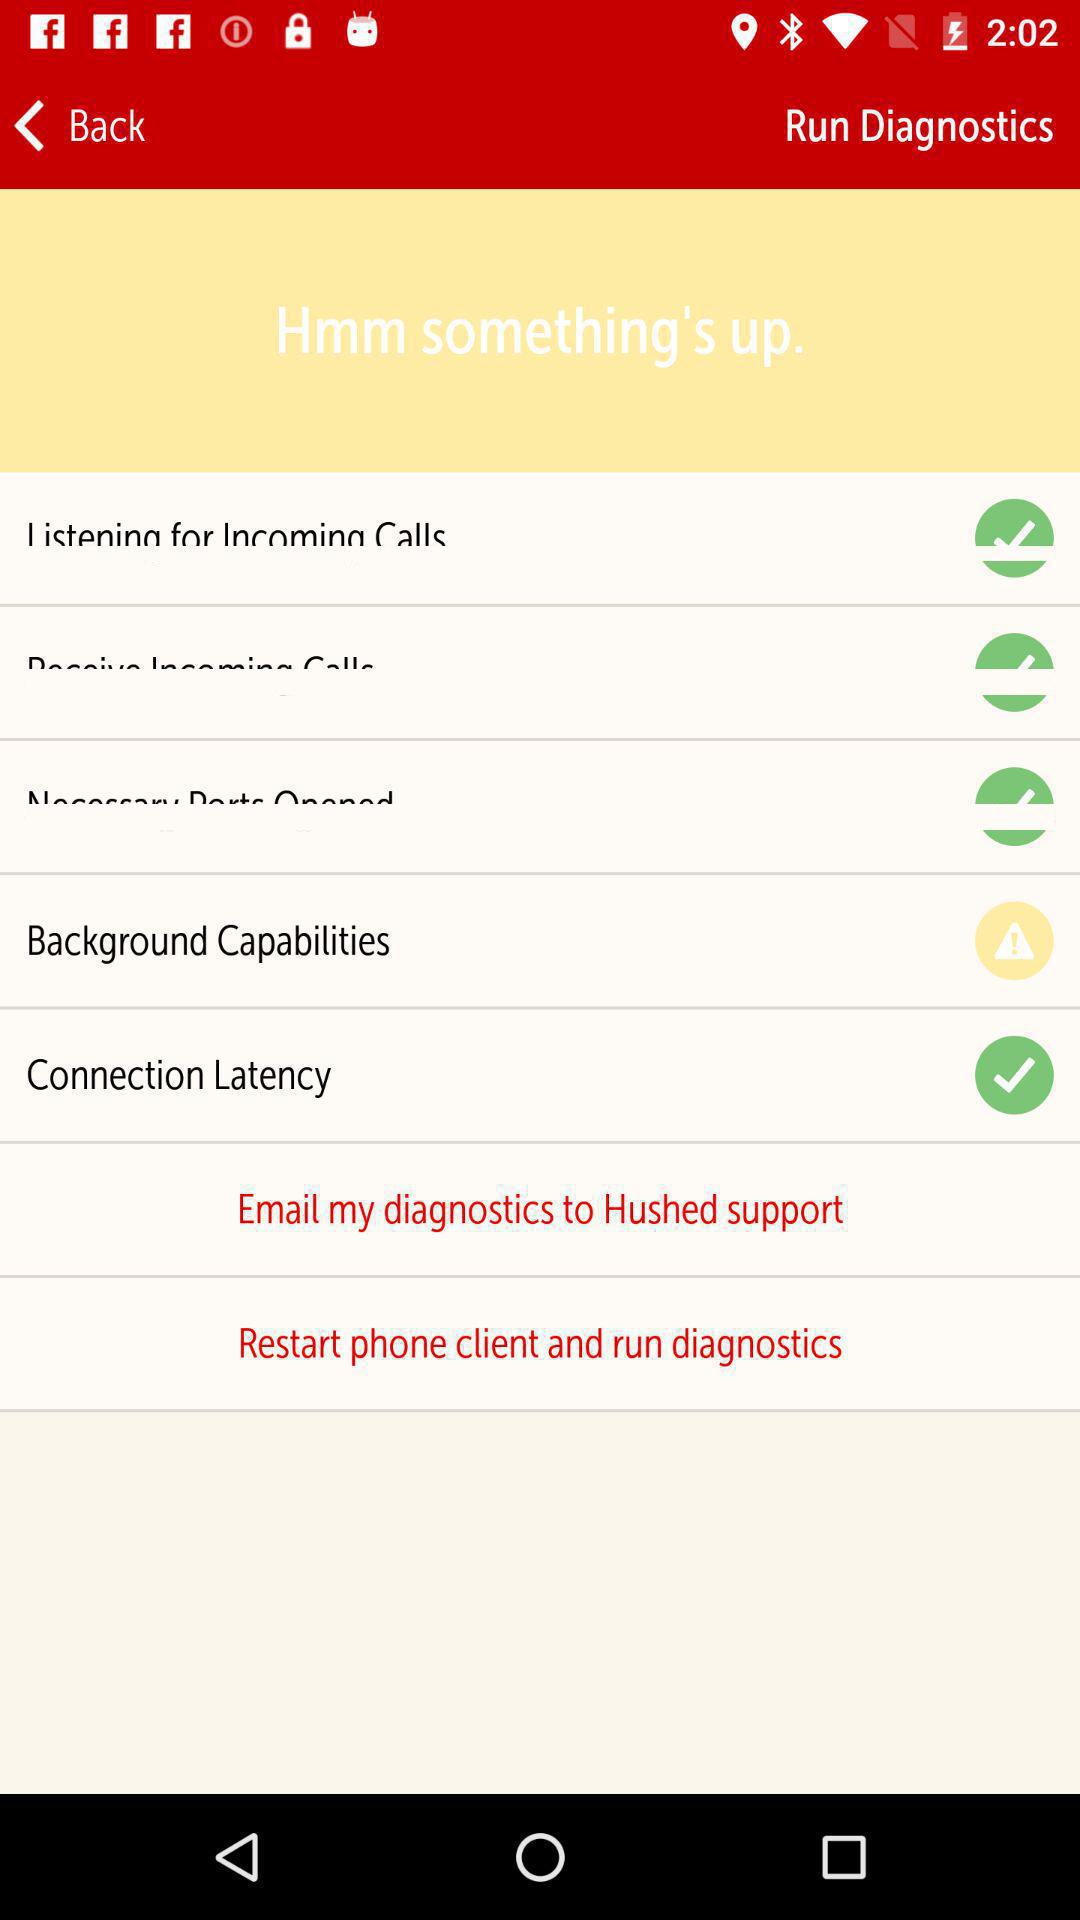 2:02
Back
Run Diagnostics
Hmm something's up.
Listening for Incoming Calls
Receive Incoming Calls
Necessary Ports Opened
Background Capabilities
Connection Latency
Email my diagnostics to Hushed support
Restart phone client and run diagnostics